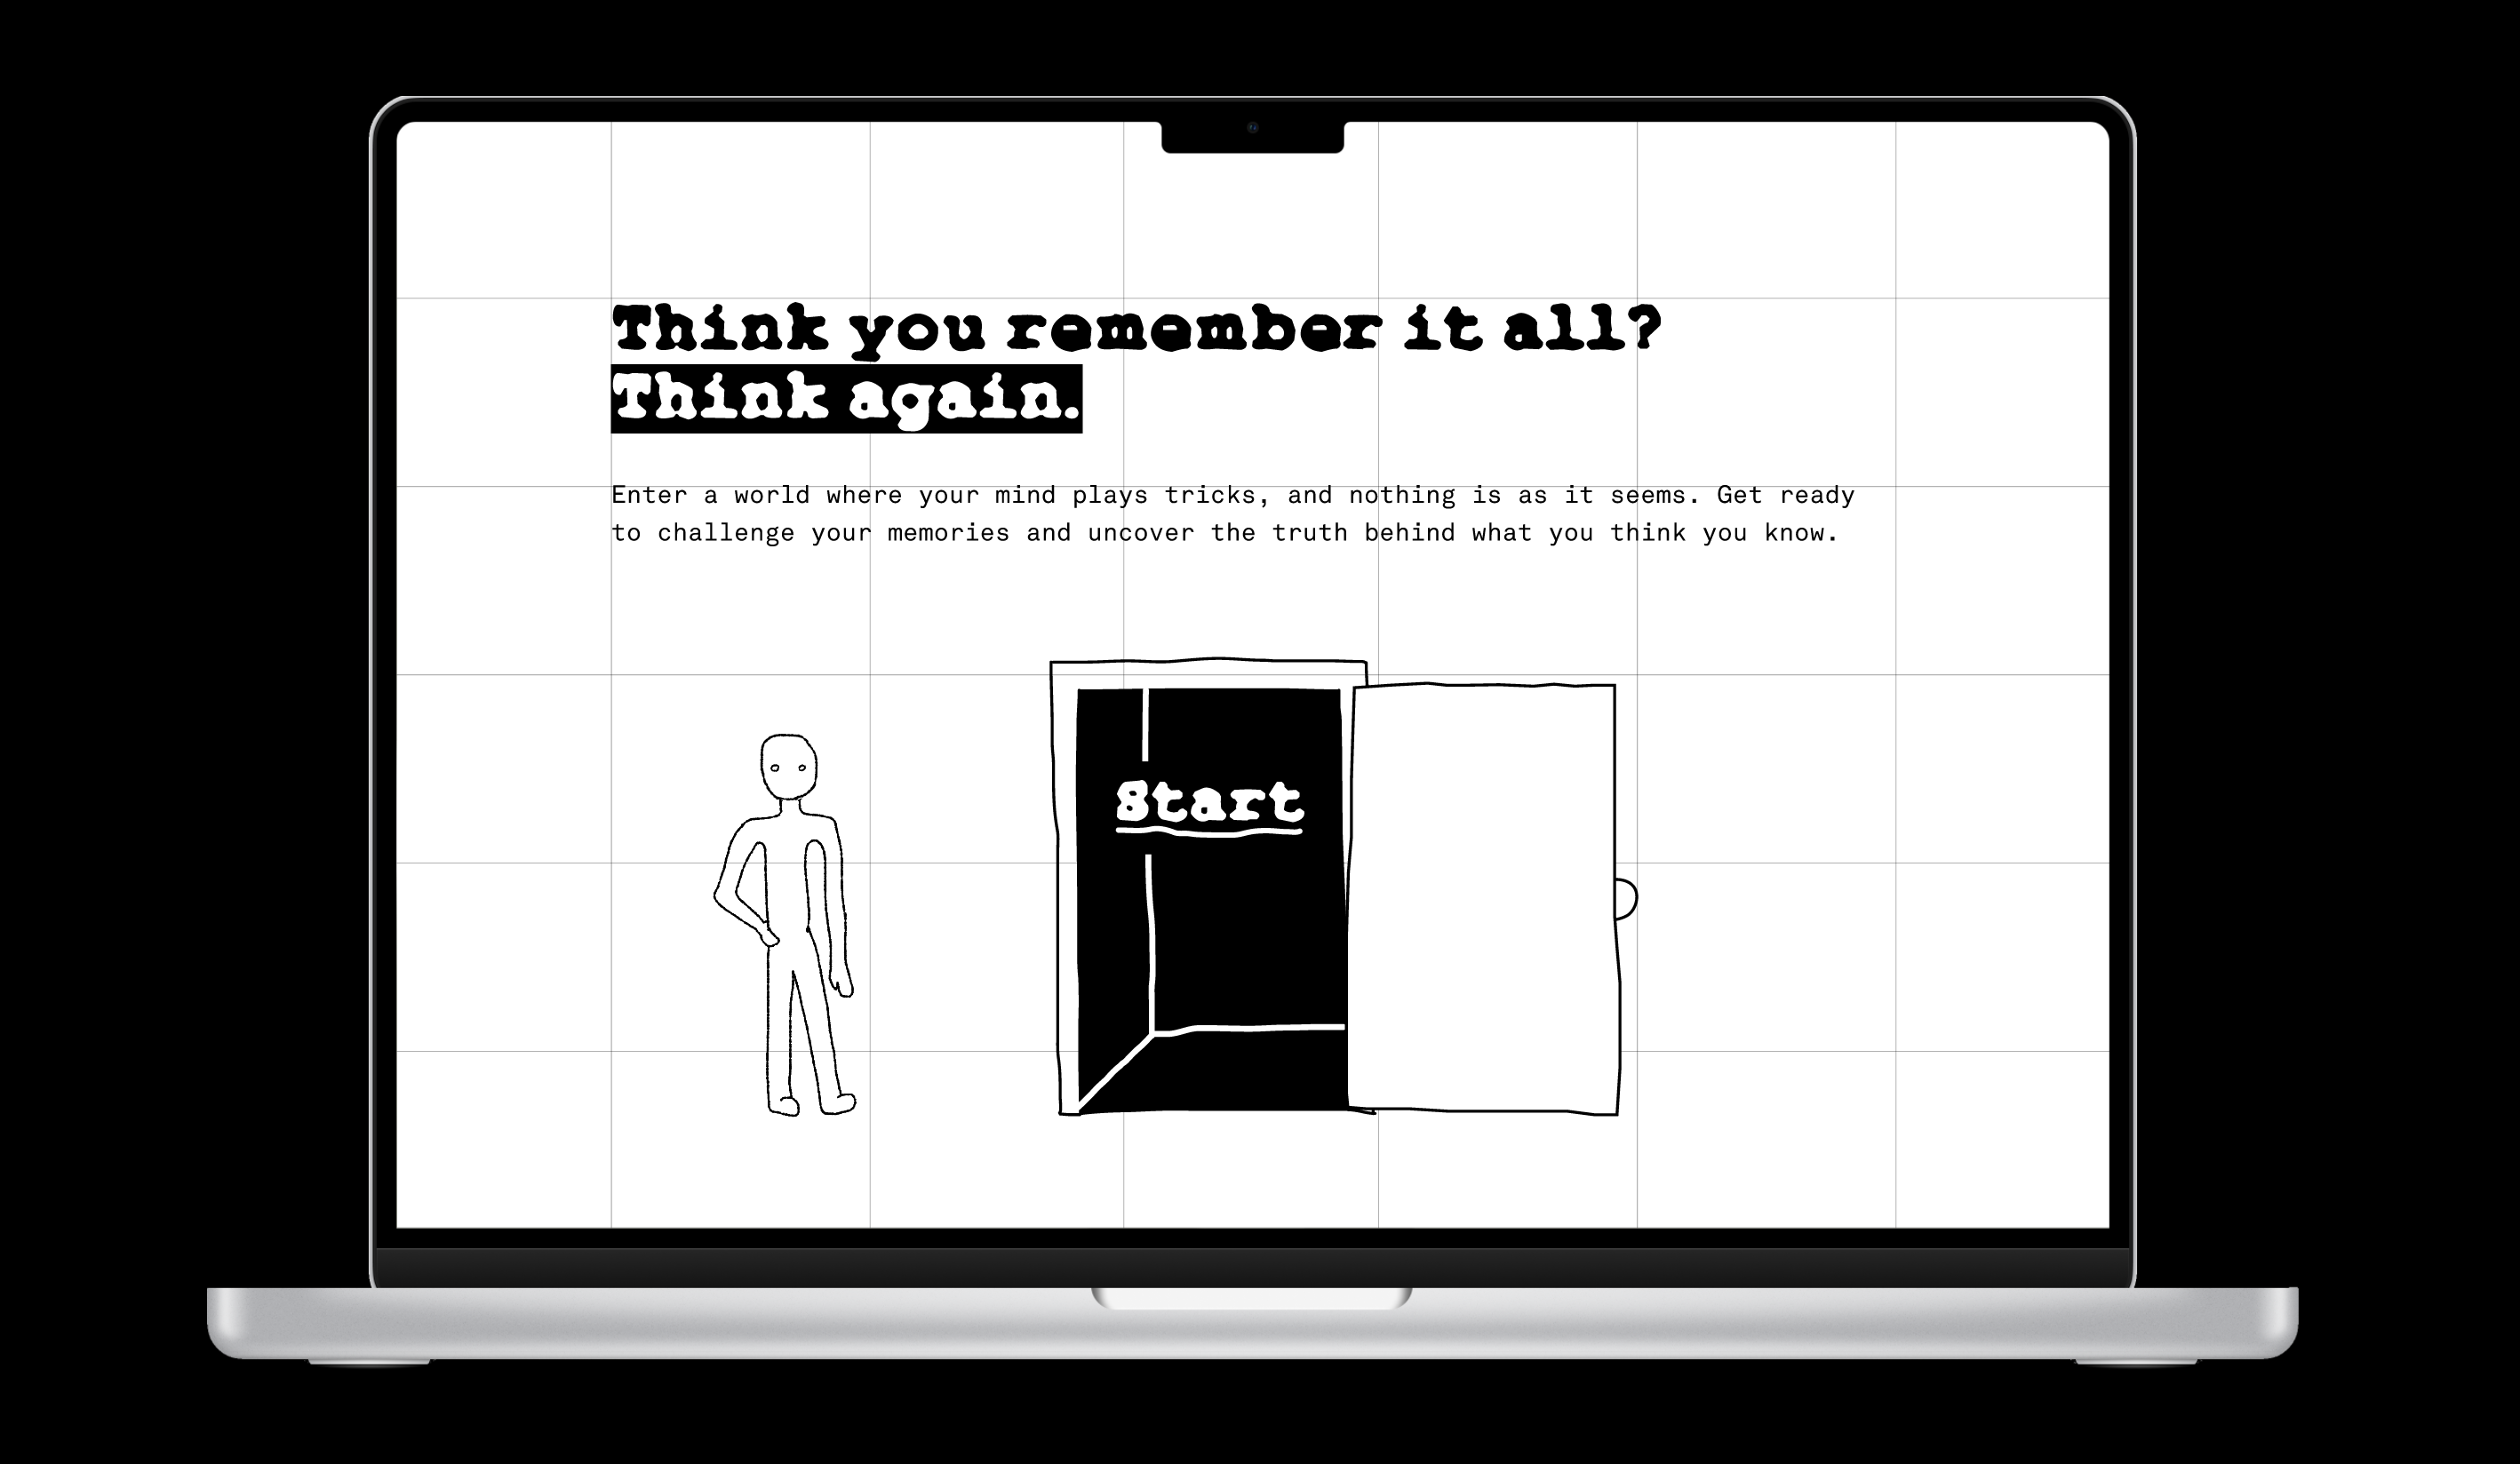 Think you remember it all?
Think again.
Enter a world where your mind plays tricks, and nothing is as it seems. Get ready
to challenge your memories and uncover the truth behind what you think you know.
Start